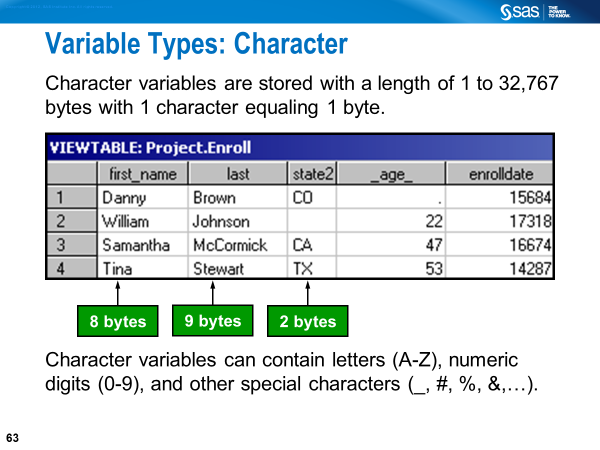 sas THE POWER TO KNOW.
Variable Types: Character
Character variables are stored with a length of 1 to 32,767
bytes with 1 character equaling 1 byte.
VIEWTABLE: Project.Enroll
first_name last state2 _age_ enrolldate
1 Danny Brown CO . 15684
2 William Johnson 22 17318
3 Samantha McCormick CA 47 16674
4 Tina Stewart TX 53 14287
8 bytes 9 bytes 2 bytes
Character variables can contain letters (A-Z), numeric
digits (0-9), and other special characters (_, #, %, &,…).
63